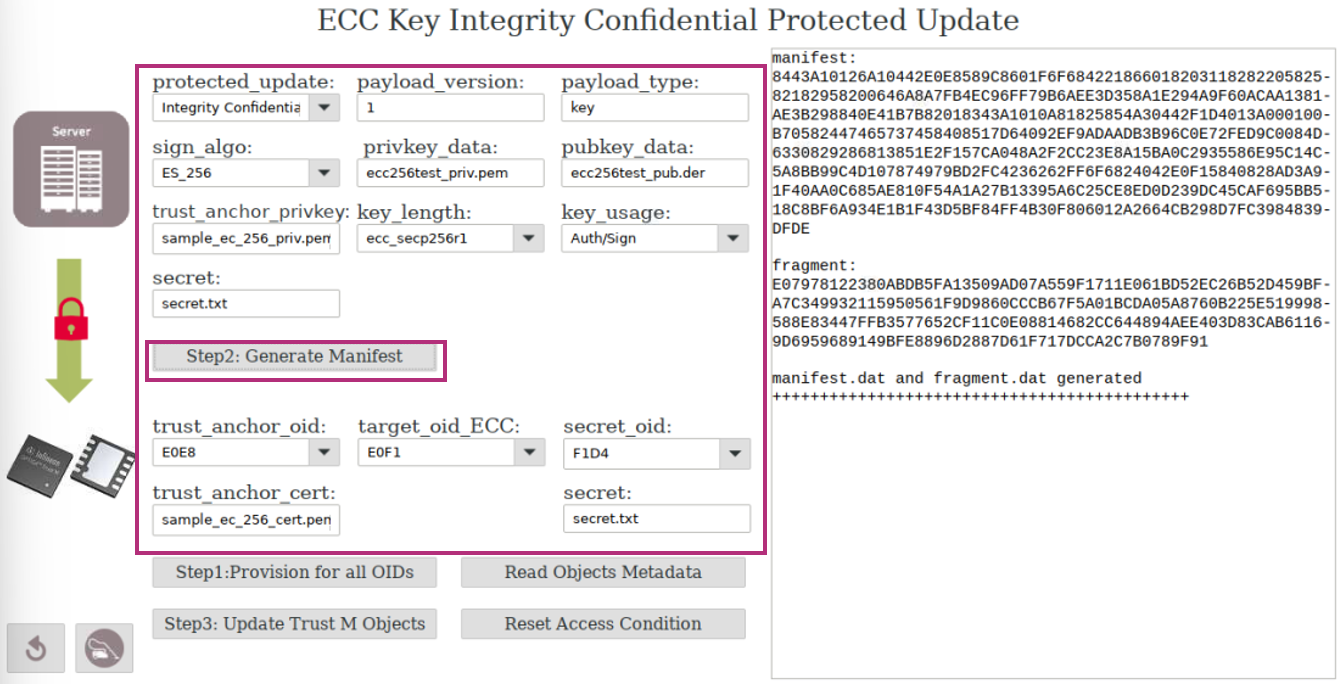 ECC Key Integrity Confidential Protected Update
Server
protected_update: payload_version: payload_type:
Integrity Confidentia 1 key
sign_algo: privkey_data: pubkey_data:
ES_256 ecc256test_priv.pem ecc256test_pub.der
trust_anchor_privkey: key_length: key_usage:
sample_ec_256_priv.pem ecc_secp256r1 Auth/Sign
secret:
secret.txt
Step2: Generate Manifest
trust_anchor_oid: target_oid_ECC: secret_oid:
E0E8 E0F1 F1D4
trust_anchor_cert: secret:
sample_ec_256_cert.pem secret.txt
Step1:Provision for all OIDs Read Objects Metadata
Step3: Update Trust M Objects Reset Access Condition
manifest:
8443A10126A10442E0E8589C8601F6F684221866018203118282205825-
82182958200646A8A7FB4EC96FF79B6AEE3D358A1E294A9F60ACAA1381-
AE3B298840E41B7B82018343A1010A81825854A30442F1D4013A000100-
B70582447465737458408517D64092EF9ADAADB3B96C0E72FED9C0084D-
6330829286813851E2F157CA048A2F2CC23E8A15BA0C2935586E95C14C-
5A8BB99C4D107874979BD2FC4236262FF6F6824042E0F15840828AD3A9-
1F40AA0C685AE810F54A1A27B13395A6C25CE8ED0D239DC45CAF695BB5-
18C8BF6A934E1B1F43D5BF84FF4B30F806012A2664CB298D7FC3984839-
DFDE
fragment:
E07978122380ABDB5FA13509AD07A559F1711E061BD52EC26B52D459BF-
A7C349932115950561F9D9860CCCB67F5A01BCDA05A8760B225E519998-
588E83447FFB3577652CF11C0E08814682CC644894AEE403D83CAB6116-
9D6959689149BFE8896D2887D61F717DCCA2C7B0789F91
manifest.dat and fragment.dat generated
++++++++++++++++++++++++++++++++++++++++++++